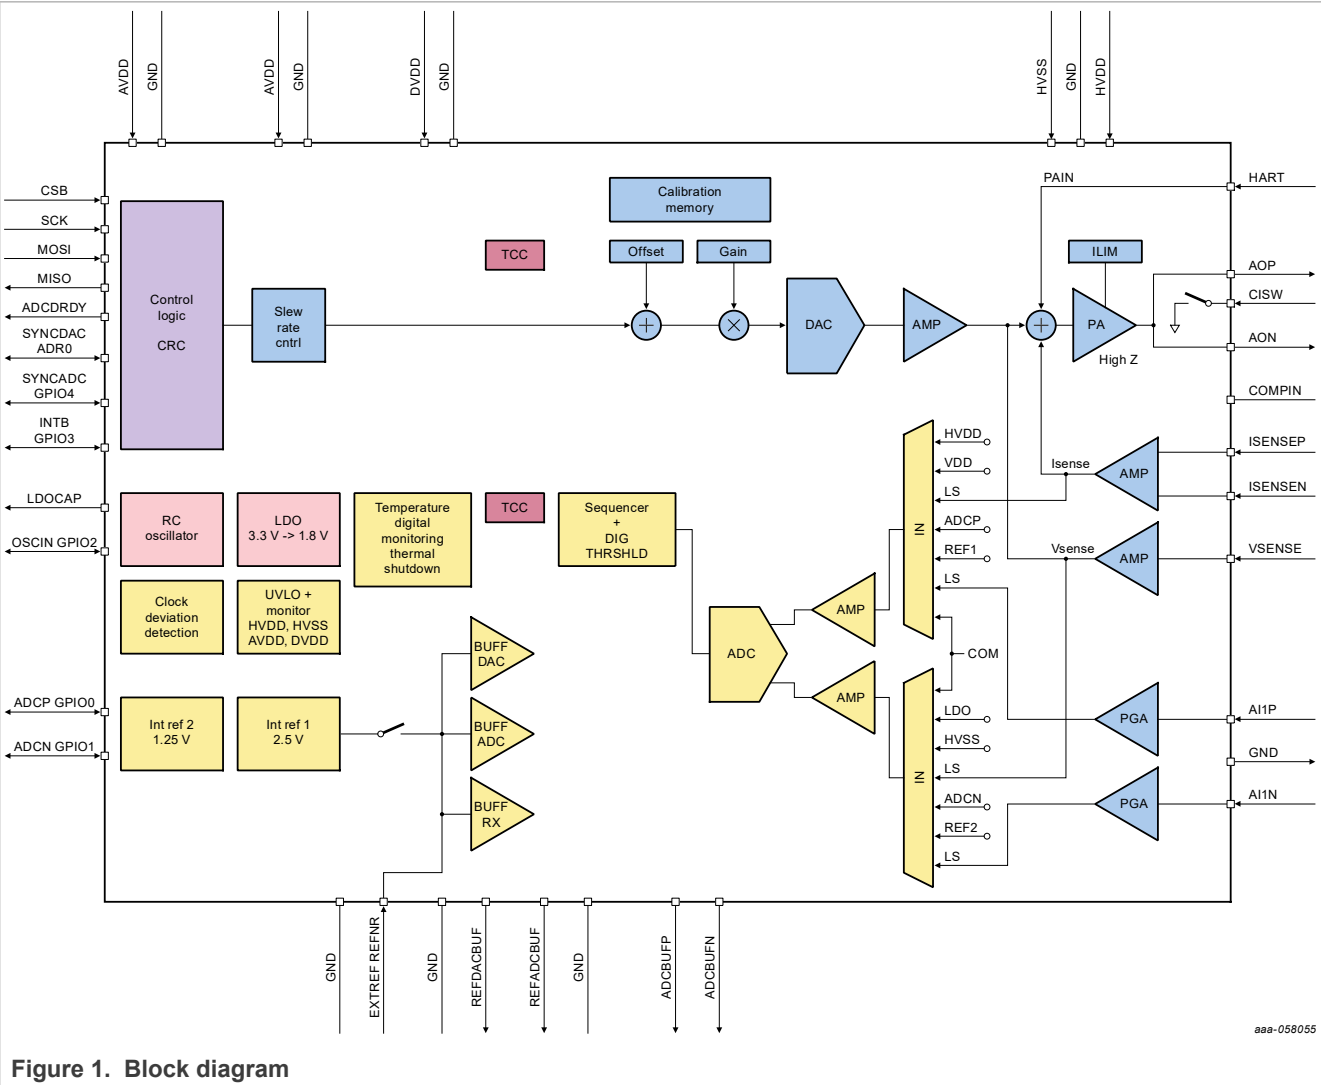 AVDD
GND
AVDD
GND
DVDD
GND
HVSS
GND
HVDD
CSB
SCK
MOSI
MISO
ADCDRDY
SYNCDAC
ADR0
SYNCADC
GPIO4
INTB
GPIO3
LDOCAP
OSCIN GPIO2
ADCP GPIO0
ADCN GPIO1
Control
logic
CRC
Slew
rate
cntrl
TCC
Calibration
memory
Offset
Gain
DAC
AMP
PAIN
ILIM
PA
High Z
HART
AOP
CISW
AON
COMPIN
ISENSEP
ISENSEN
VSENSE
AI1P
GND
AI1N
RC
oscillator
LDO
3.3 V -> 1.8 V
Temperature
digital
monitoring
thermal
shutdown
TCC
Sequencer
+
DIG
THRSHLD
Clock
deviation
detection
UVLO +
monitor
HVDD, HVSS
AVDD, DVDD
Int ref 2
1.25 V
Int ref 1
2.5 V
BUFF
DAC
BUFF
ADC
BUFF
RX
ADC
AMP
AMP
IN
HVDD
VDD
LS
ADCP
REF1
LS
COM
IN
LDO
HVSS
LS
ADCN
REF2
LS
Isense
AMP
Vsense
AMP
PGA
PGA
GND
EXTREF REFNR
GND
REFDACBUF
REFADCBUF
GND
ADCBUFP
ADCBUFN
aaa-058055
Figure 1. Block diagram